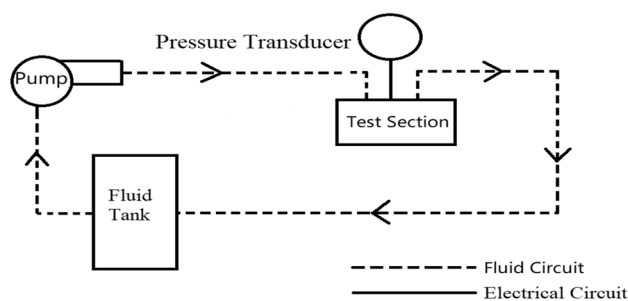 Pressure Transducer
Pump
Test Section
Fluid
Tank
Fluid Circuit
Electrical Circuit